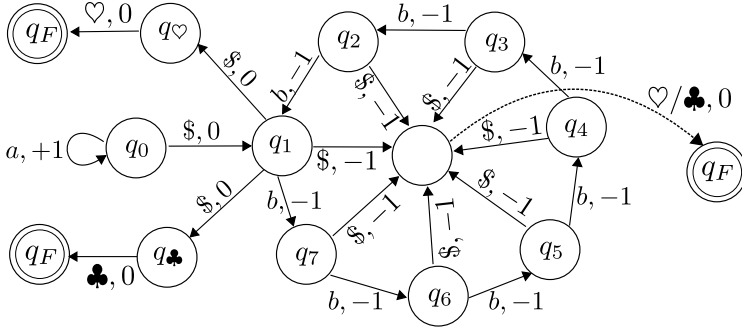 q_F ♡, 0 q_♡
$, 0
b, −1
q_2
b, −1
q_3
b, −1
$, −1
$, −1
♡/♣, 0
a, +1 q_0 $, 0 q_1 $, −1
$, −1 q_4
q_F
$, 0
b, −1
$, −1
$, −1
$, −1
b, −1
q_F ♣, 0 q_♣
q_7
q_5
b, −1 q_6 b, −1